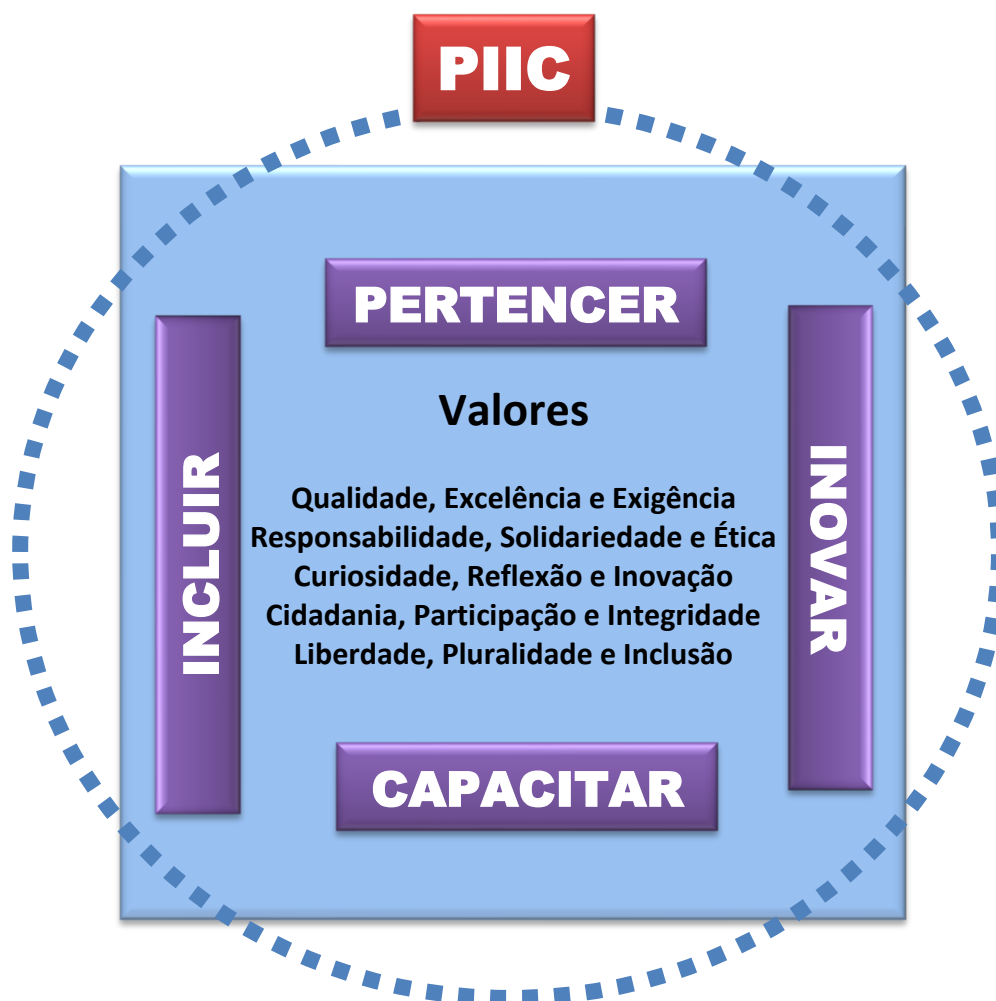 PIIC
PERTENCER
INCLUIR
Valores
Qualidade, Excelência e Exigência
Responsabilidade, Solidariedade e Ética
Curiosidade, Reflexão e Inovação
Cidadania, Participação e Integridade
Liberdade, Pluralidade e Inclusão
INOVAR
CAPACITAR